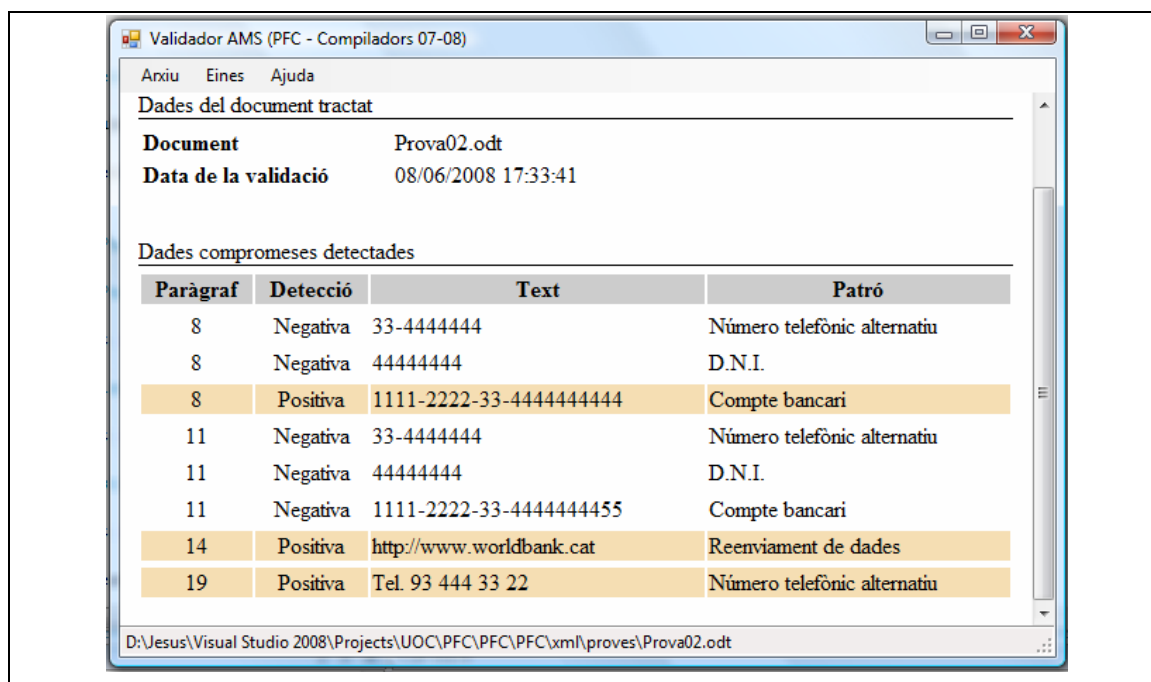 Validador AMS (PFC - Compiladors 07-08)
Arxiu Eines Ajuda
Dades del document tractat
Document Prova02.odt
Data de la validació 08/06/2008 17:33:41
Dades compromeses detectades
Paràgraf Detecció Text Patró
8 Negativa 33-4444444 Número telefònic alternatiu
8 Negativa 44444444 D.N.I.
8 Positiva 1111-2222-33-4444444444 Compte bancari
11 Negativa 33-4444444 Número telefònic alternatiu
11 Negativa 44444444 D.N.I.
11 Negativa 1111-2222-33-4444444455 Compte bancari
14 Positiva http://www.worldbank.cat Reenviament de dades
19 Positiva Tel. 93 444 33 22 Número telefònic alternatiu
D:\Jesus\Visual Studio 2008\Projects\UOC\PFC\PFC\PFC\xml\proves\Prova02.odt